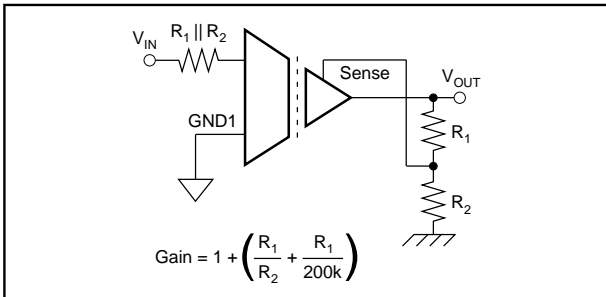 V_IN
R_1 || R_2
Sense
V_OUT
GND1
R_1
R_2
Gain = 1 + (R_1/R_2 + R_1/200k)